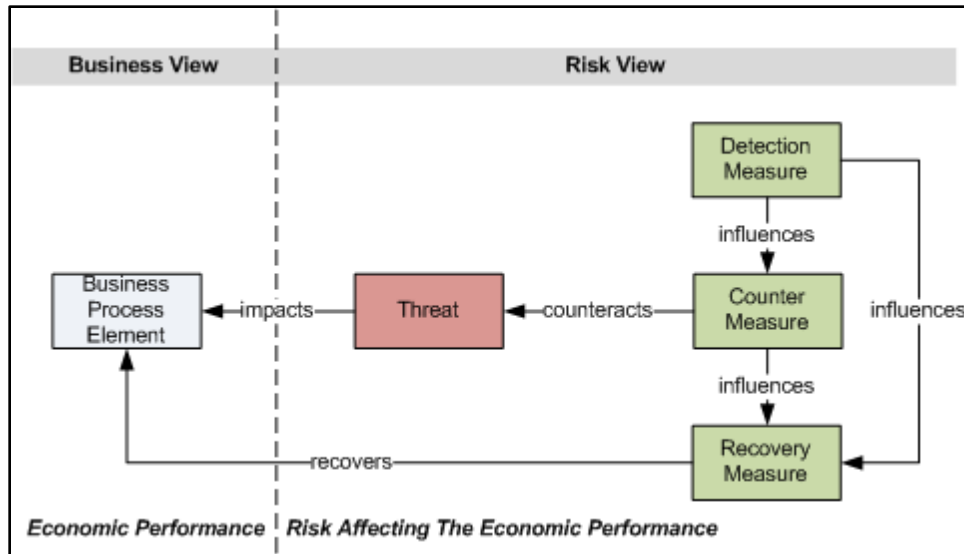 Business View
Risk View
Detection
Measure
influences
Business
Process
Element
impacts
Threat
counteracts
Counter
Measure
influences
influences
Recovery
Measure
recovers
Economic Performance
Risk Affecting The Economic Performance